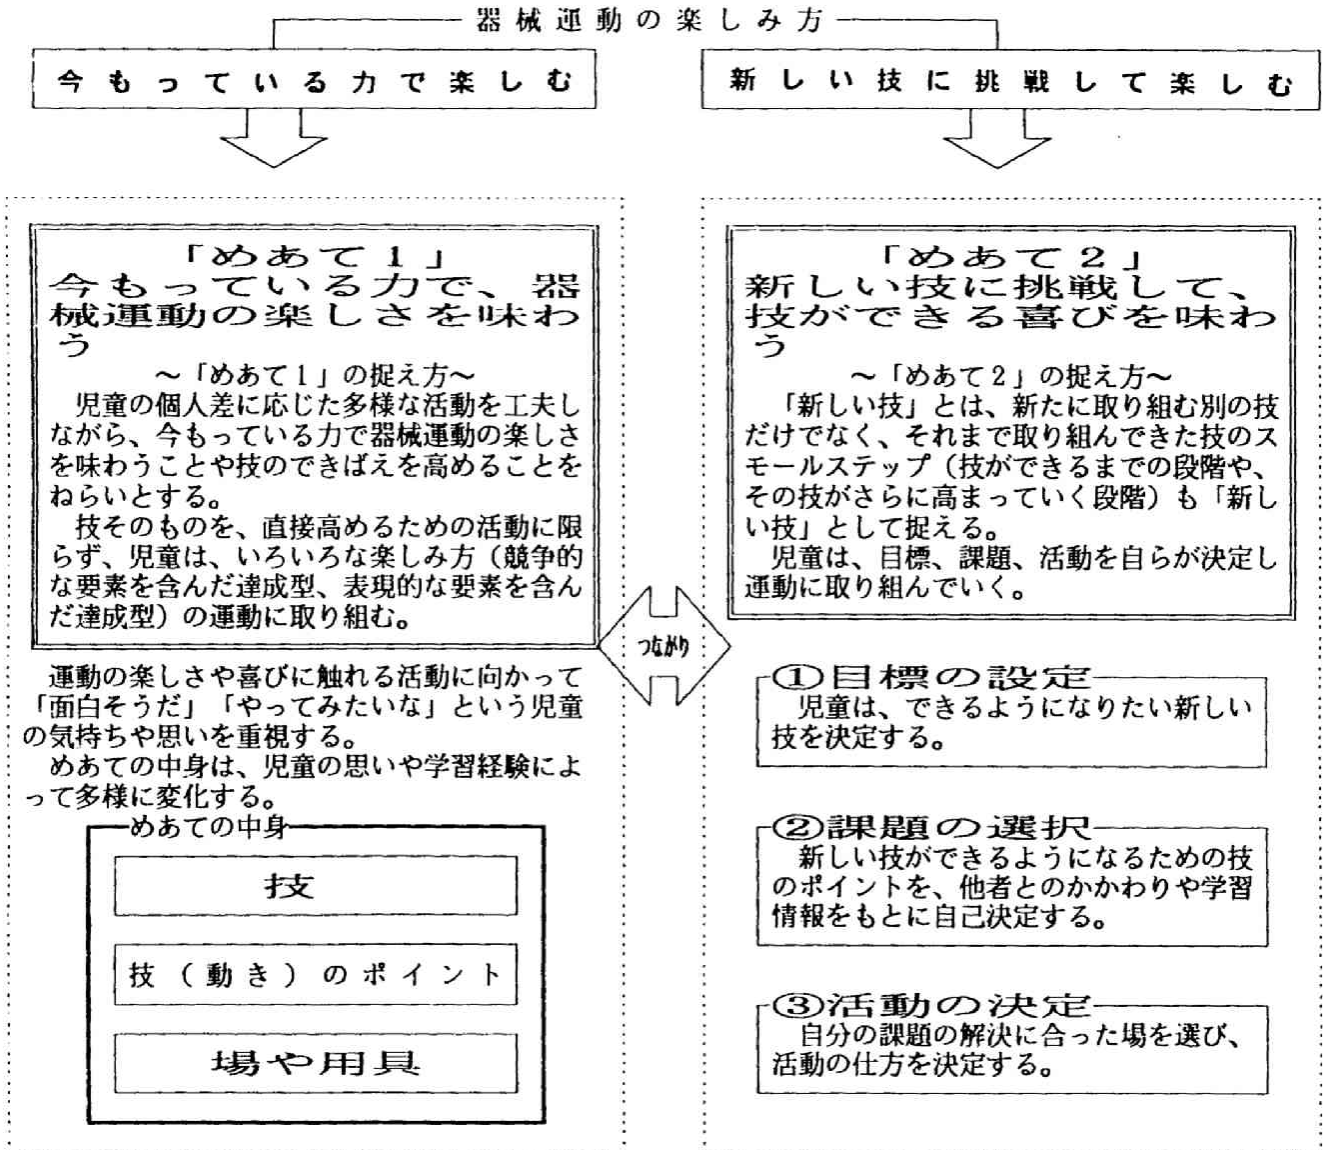 器械運動の楽しみ方
今もっている力で楽しむ
新しい技に挑戦して楽しむ
「めあて1」
今もっている力で、器
械運動の楽しさを味わ
う
～「めあて1」の捉え方～
児童の個人差に応じた多様な活動を工夫し
ながら、今もっている力で器械運動の楽しさ
を味わうことや技のできばえを高めることを
ねらいとする。
技そのものを、直接高めるための活動に限
らず、児童は、いろいろな楽しみ方（競争的
な要素を含んだ達成型、表現的な要素を含ん
だ達成型）の運動に取り組む。
運動の楽しさや喜びに触れる活動に向かって
「面白そうだ」「やってみたいな」という児童
の気持ちや思いを重視する。
めあての中身は、児童の思いや学習経験によ
って多様に変化する。
めあての中身
技
技（動き）のポイント
場や用具
つながり
「めあて2」
新しい技に挑戦して、
技ができる喜びを味わ
う
～「めあて2」の捉え方～
「新しい技」とは、新たに取り組む別の技
だけでなく、それまで取り組んできた技のス
モールステップ（技ができるまでの段階や、
その技がさらに高まっていく段階）も「新し
い技」として捉える。
児童は、目標、課題、活動を自らが決定し
運動に取り組んでいく。
①目標の設定
児童は、できるようになりたい新しい
技を決定する。
②課題の選択
新しい技ができるようになるための技
のポイントを、他者とのかかわりや学習
情報をもとに自己決定する。
③活動の決定
自分の課題の解決に合った場を選び、
活動の仕方を決定する。